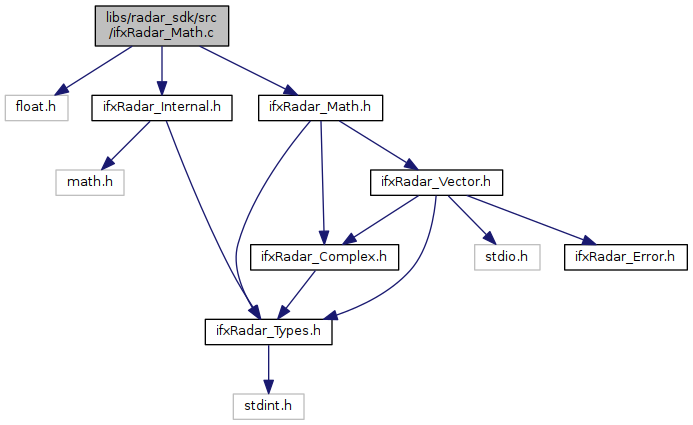 libs/radar_sdk/src
/ifxRadar_Math.c
float.h
ifxRadar_Internal.h
ifxRadar_Math.h
math.h
ifxRadar_Vector.h
ifxRadar_Complex.h
stdio.h
ifxRadar_Error.h
ifxRadar_Types.h
stdint.h